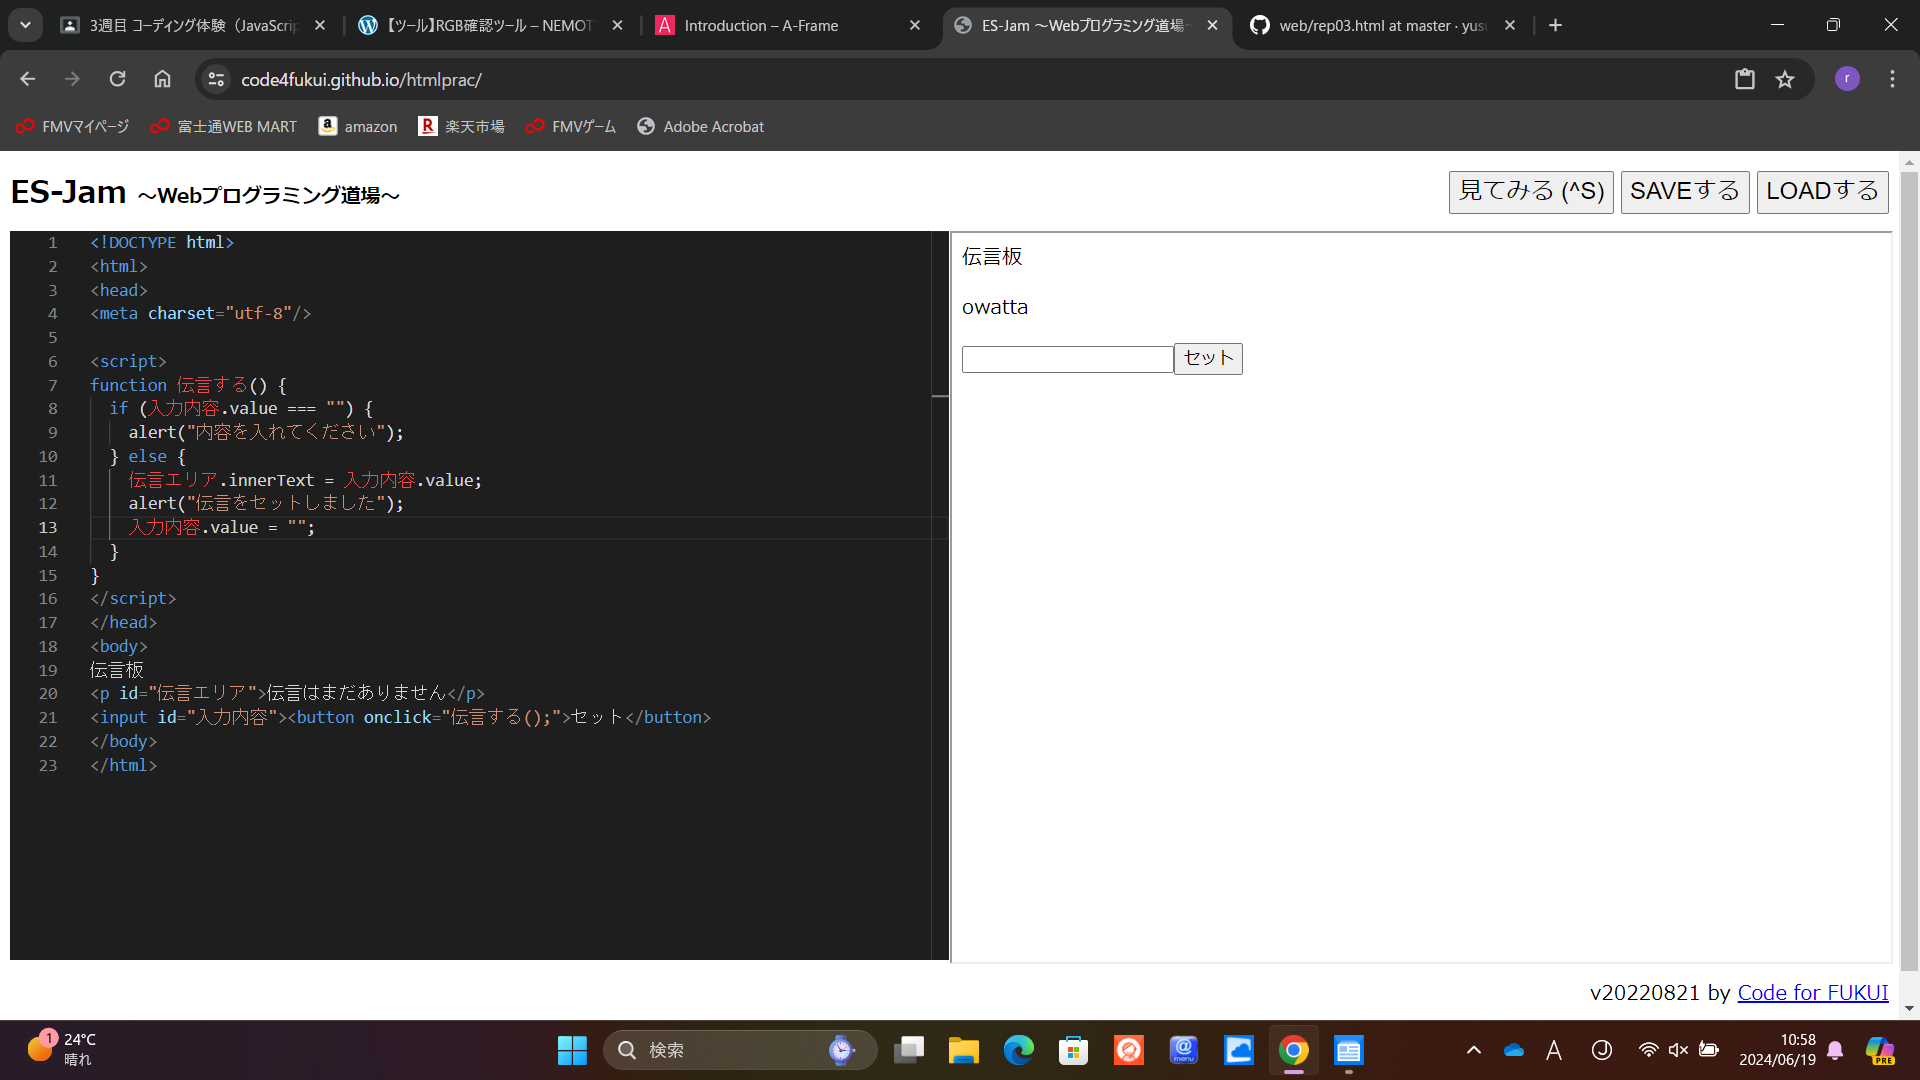 3週目 コーディング体験（JavaScrip
【ツール】RGB確認ツール – NEMOT
Introduction – A-Frame
ES-Jam ～Webプログラミング道場～
web/rep03.html at master · yusu
code4fukui.github.io/htmlprac/
r
FMVマイページ
富士通WEB MART
amazon
楽天市場
FMVゲーム
Adobe Acrobat
ES-Jam ～Webプログラミング道場～
見てみる (^S)
SAVEする
LOADする
1 <!DOCTYPE html>
2 <html>
3 <head>
4 <meta charset="utf-8"/>
5
6 <script>
7 function 伝言する() {
8   if (入力内容.value === "") {
9     alert("内容を入れてください");
10   } else {
11     伝言エリア.innerText = 入力内容.value;
12     alert("伝言をセットしました");
13     入力内容.value = "";
14   }
15 }
16 </script>
17 </head>
18 <body>
19 伝言板
20 <p id="伝言エリア">伝言はまだありません</p>
21 <input id="入力内容"><button onclick="伝言する();">セット</button>
22 </body>
23 </html>
伝言板
owatta
セット
v20220821 by Code for FUKUI
1
24°C
晴れ
検索
menu
A
10:58
2024/06/19
PRE